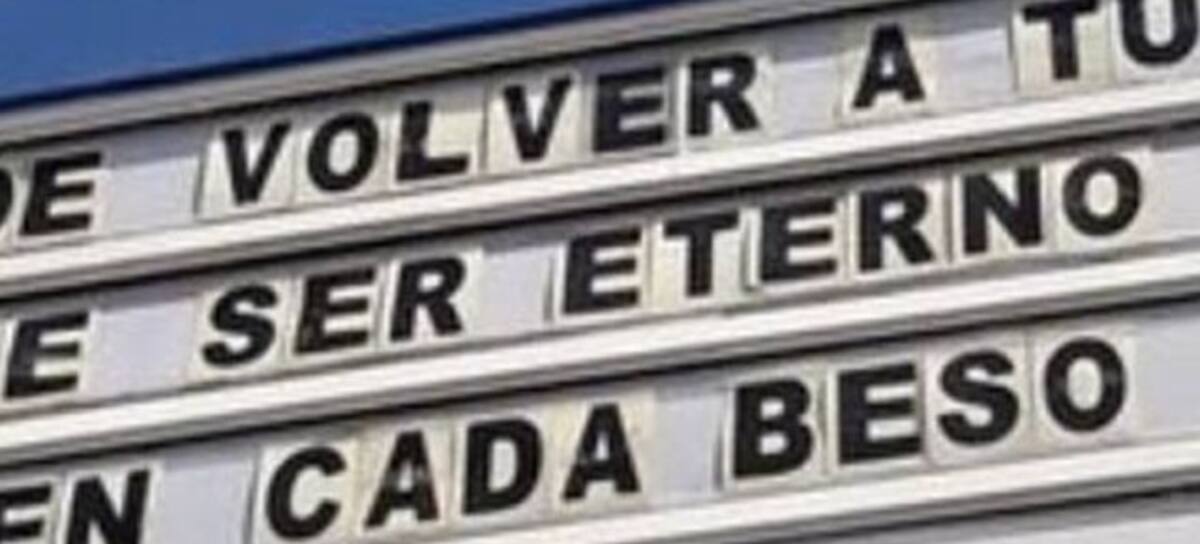 DE VOLVER A TU
E SER ETERNO
EN CADA BESO